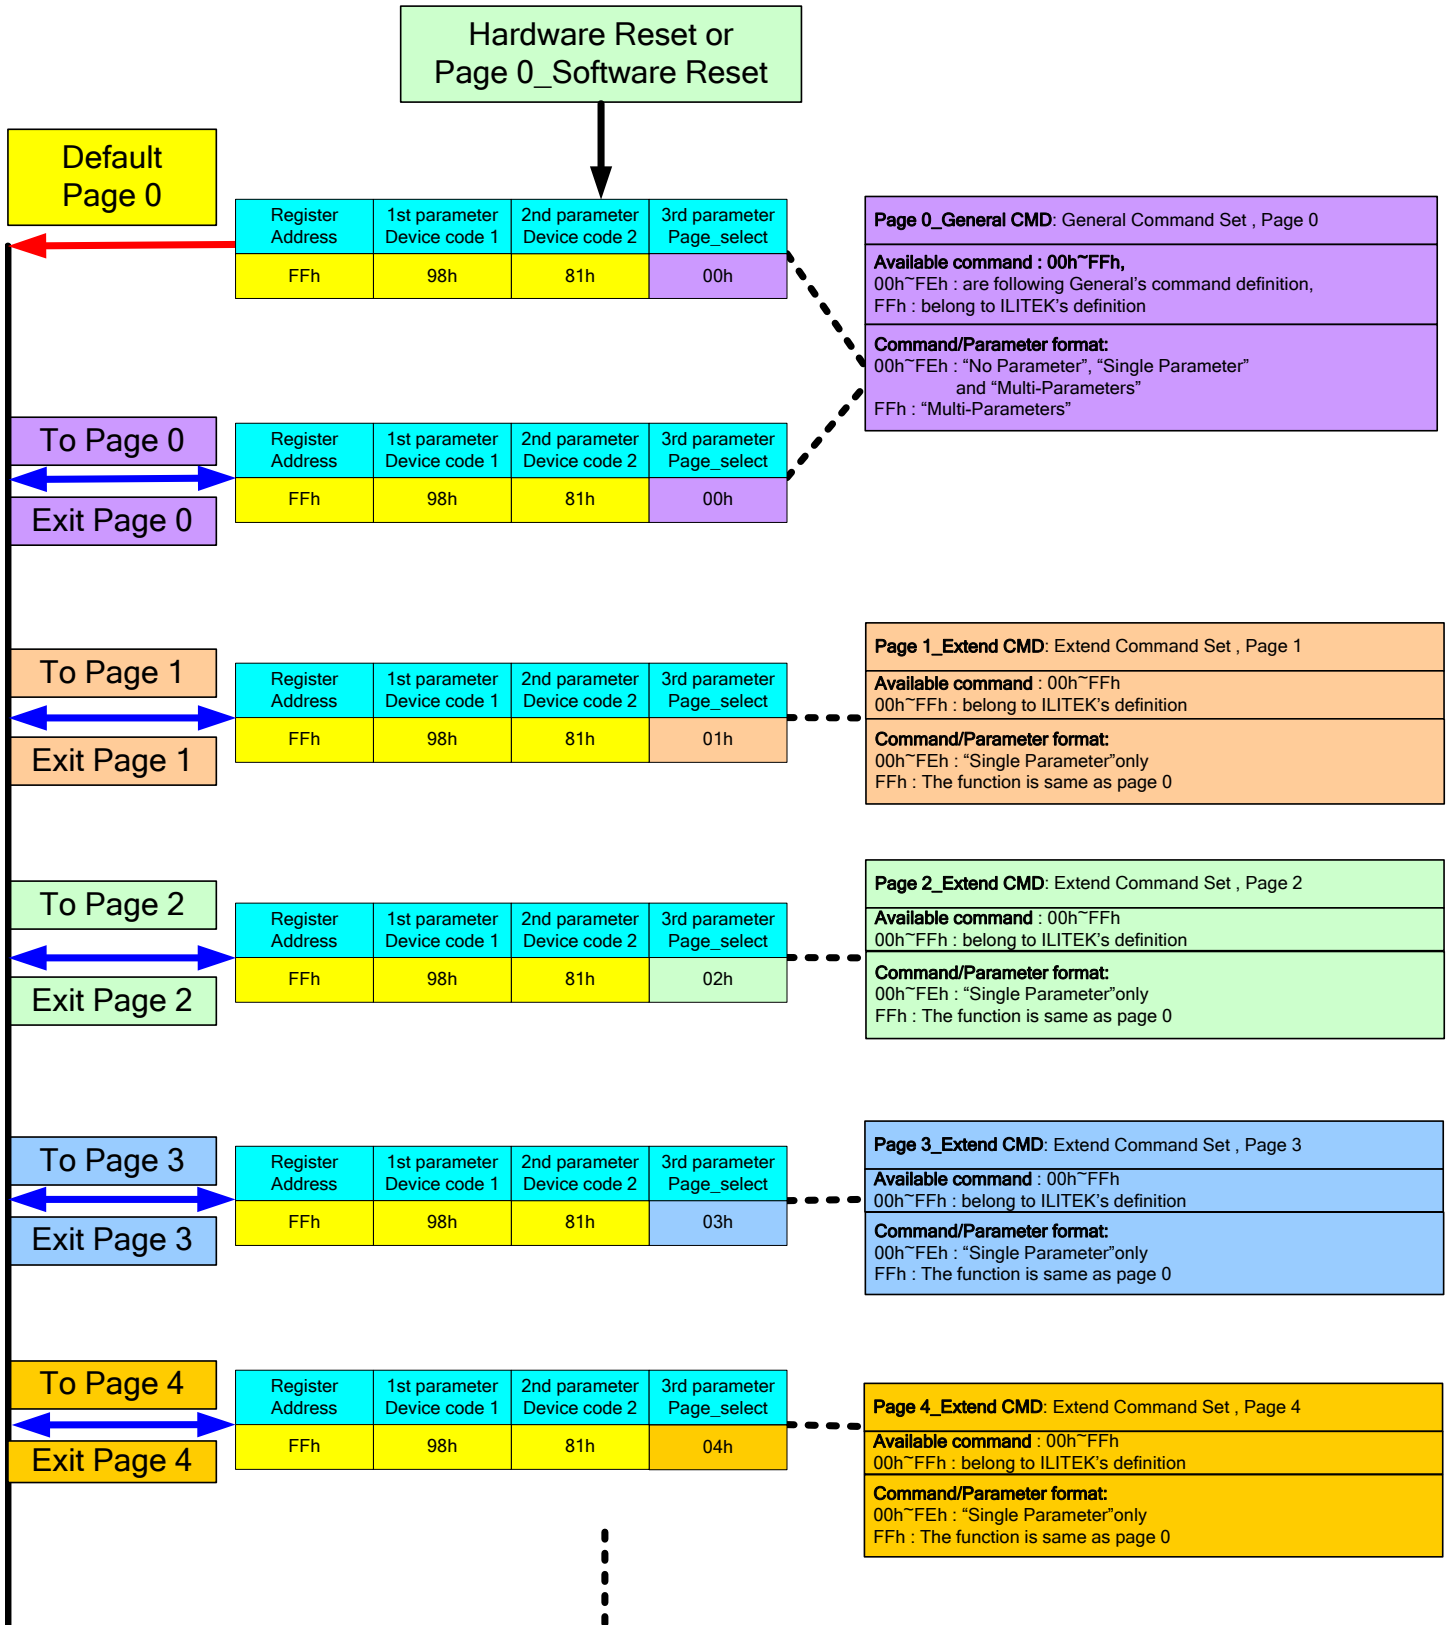 Hardware Reset or
Page 0_Software Reset
Default
Page 0
Register
Address
1st parameter
Device code 1
2nd parameter
Device code 2
3rd parameter
Page_select
FFh
98h
81h
00h
Page 0_General CMD: General Command Set , Page 0
Available command : 00h~FFh,
00h~FEh : are following General’s command definition,
FFh : belong to ILITEK’s definition
Command/Parameter format:
00h~FEh : “No Parameter”, “Single Parameter”
and “Multi-Parameters”
FFh : “Multi-Parameters”
To Page 0
Exit Page 0
Register
Address
1st parameter
Device code 1
2nd parameter
Device code 2
3rd parameter
Page_select
FFh
98h
81h
00h
To Page 1
Exit Page 1
Register
Address
1st parameter
Device code 1
2nd parameter
Device code 2
3rd parameter
Page_select
FFh
98h
81h
01h
Page 1_Extend CMD: Extend Command Set , Page 1
Available command : 00h~FFh
00h~FFh : belong to ILITEK’s definition
Command/Parameter format:
00h~FEh : “Single Parameter”only
FFh : The function is same as page 0
To Page 2
Exit Page 2
Register
Address
1st parameter
Device code 1
2nd parameter
Device code 2
3rd parameter
Page_select
FFh
98h
81h
02h
Page 2_Extend CMD: Extend Command Set , Page 2
Available command : 00h~FFh
00h~FFh : belong to ILITEK’s definition
Command/Parameter format:
00h~FEh : “Single Parameter”only
FFh : The function is same as page 0
To Page 3
Exit Page 3
Register
Address
1st parameter
Device code 1
2nd parameter
Device code 2
3rd parameter
Page_select
FFh
98h
81h
03h
Page 3_Extend CMD: Extend Command Set , Page 3
Available command : 00h~FFh
00h~FFh : belong to ILITEK’s definition
Command/Parameter format:
00h~FEh : “Single Parameter”only
FFh : The function is same as page 0
To Page 4
Exit Page 4
Register
Address
1st parameter
Device code 1
2nd parameter
Device code 2
3rd parameter
Page_select
FFh
98h
81h
04h
Page 4_Extend CMD: Extend Command Set , Page 4
Available command : 00h~FFh
00h~FFh : belong to ILITEK’s definition
Command/Parameter format:
00h~FEh : “Single Parameter”only
FFh : The function is same as page 0